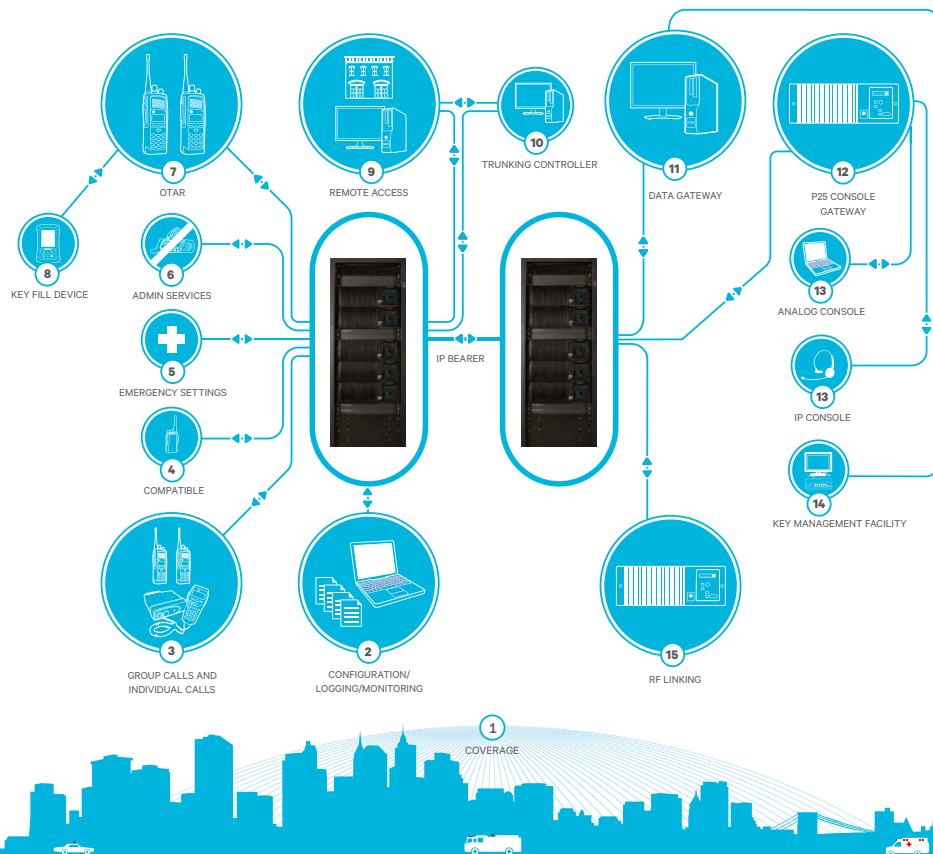 7
OTAR
9
REMOTE ACCESS
10
TRUNKING CONTROLLER
11
DATA GATEWAY
12
P25 CONSOLE
GATEWAY
8
KEY FILL DEVICE
6
ADMIN SERVICES
13
ANALOG CONSOLE
5
EMERGENCY SETTINGS
IP BEARER
13
IP CONSOLE
4
COMPATIBLE
14
KEY MANAGEMENT FACILITY
3
GROUP CALLS AND
INDIVIDUAL CALLS
2
CONFIGURATION/
LOGGING/MONITORING
15
RF LINKING
1
COVERAGE